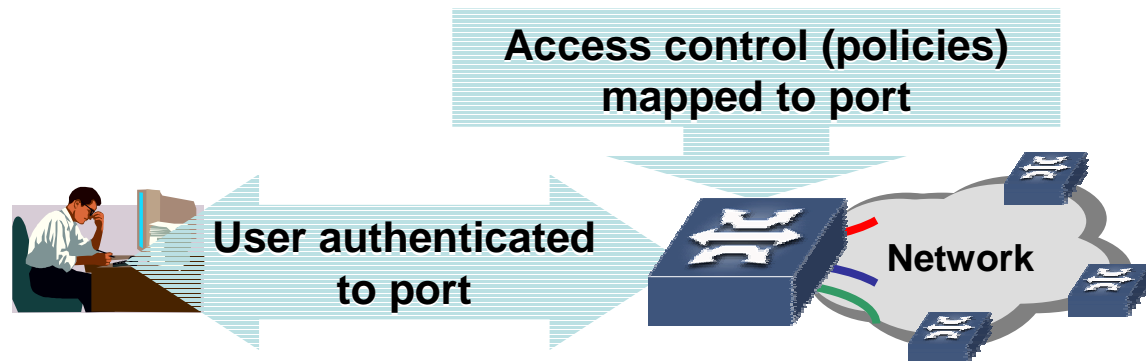 Access control (policies)
mapped to port
User authenticated
to port
Network